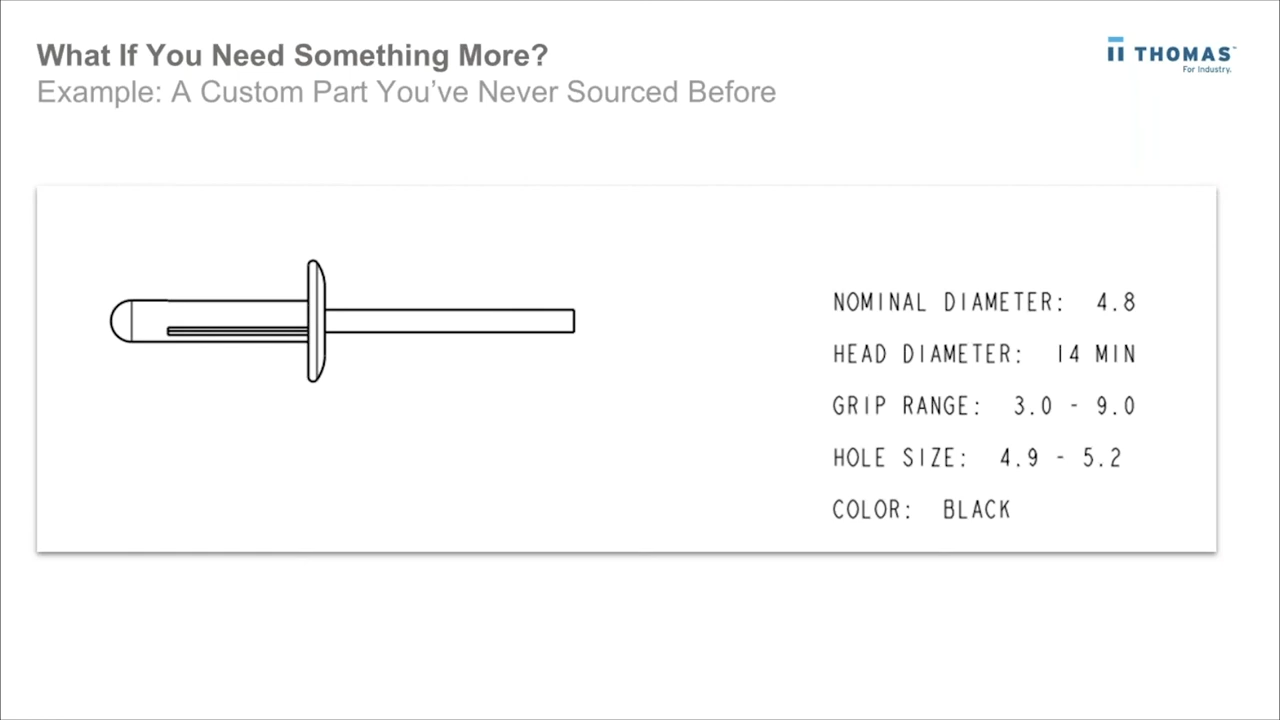 What If You Need Something More?
Example: A Custom Part You've Never Sourced Before
THOMAS™
For Industry.
NOMINAL DIAMETER: 4.8
HEAD DIAMETER: 14 MIN
GRIP RANGE: 3.0 - 9.0
HOLE SIZE: 4.9 - 5.2
COLOR: BLACK